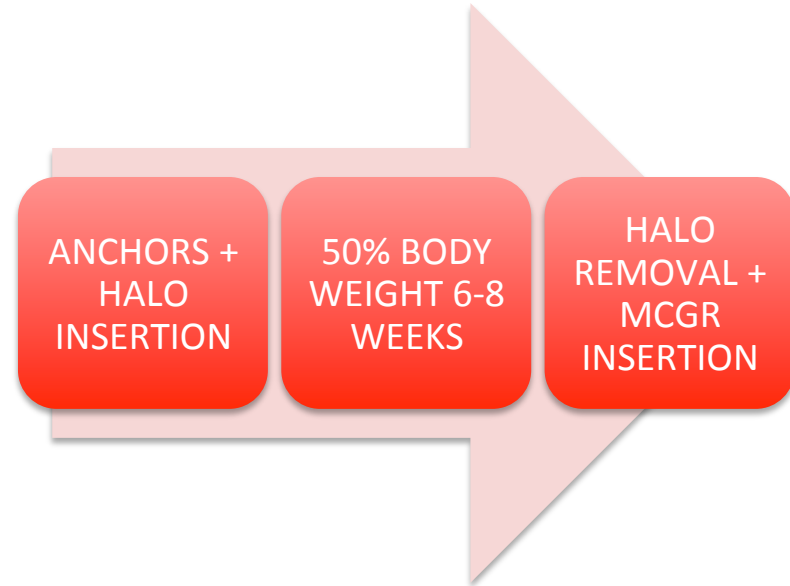 ANCHORS +
HALO
INSERTION
50% BODY
WEIGHT 6-8
WEEKS
HALO
REMOVAL +
MCGR
INSERTION